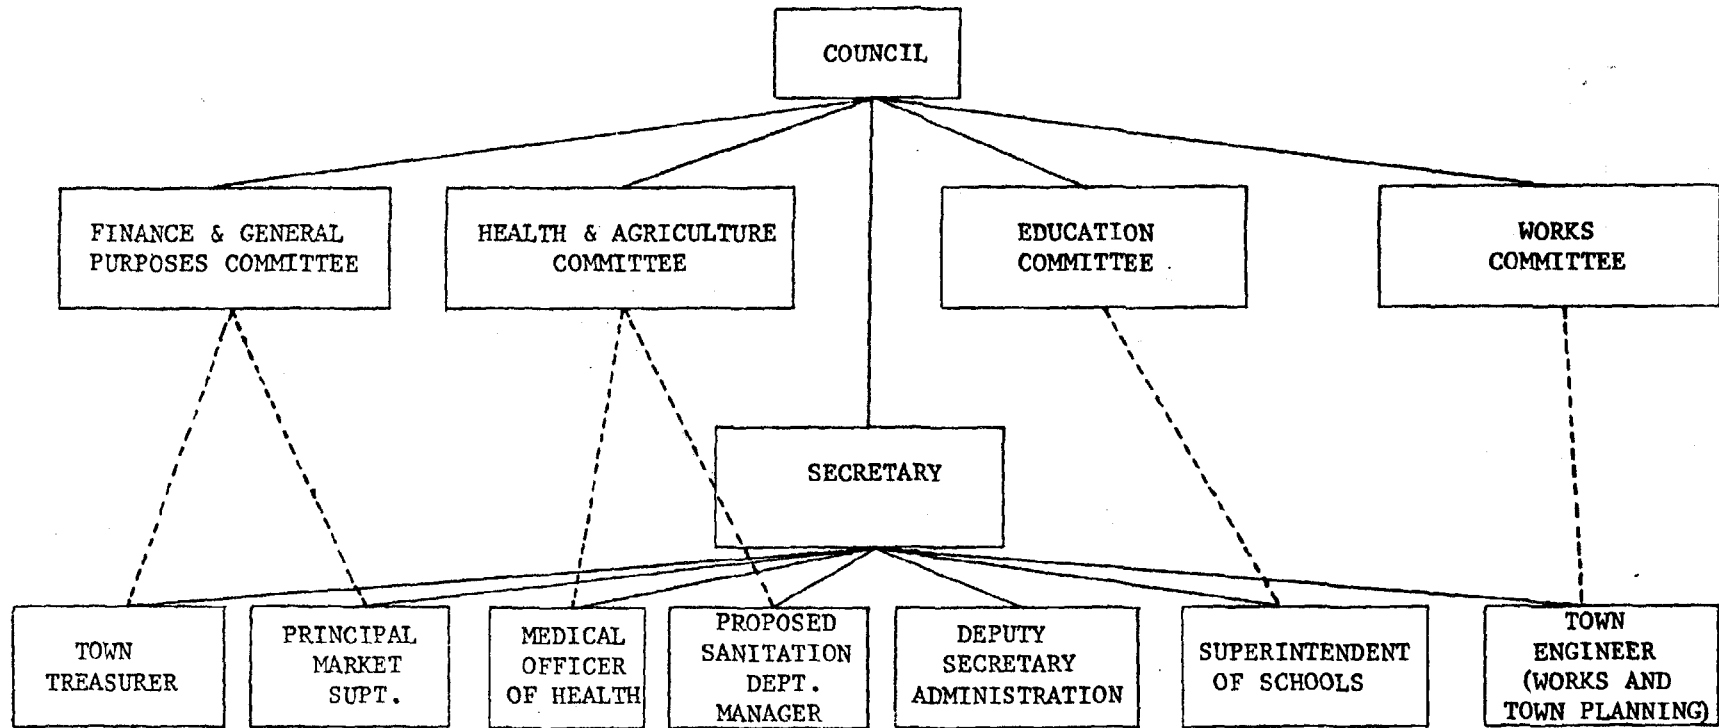 COUNCIL
FINANCE & GENERAL
PURPOSES COMMITTEE
HEALTH & AGRICULTURE
COMMITTEE
EDUCATION
COMMITTEE
WORKS
COMMITTEE
SECRETARY
TOWN
TREASURER
PRINCIPAL
MARKET
SUPT.
MEDICAL
OFFICER
OF HEALTH
PROPOSED
SANITATION
DEPT.
MANAGER
DEPUTY
SECRETARY
ADMINISTRATION
SUPERINTENDENT
OF SCHOOLS
TOWN
ENGINEER
(WORKS AND
TOWN PLANNING)